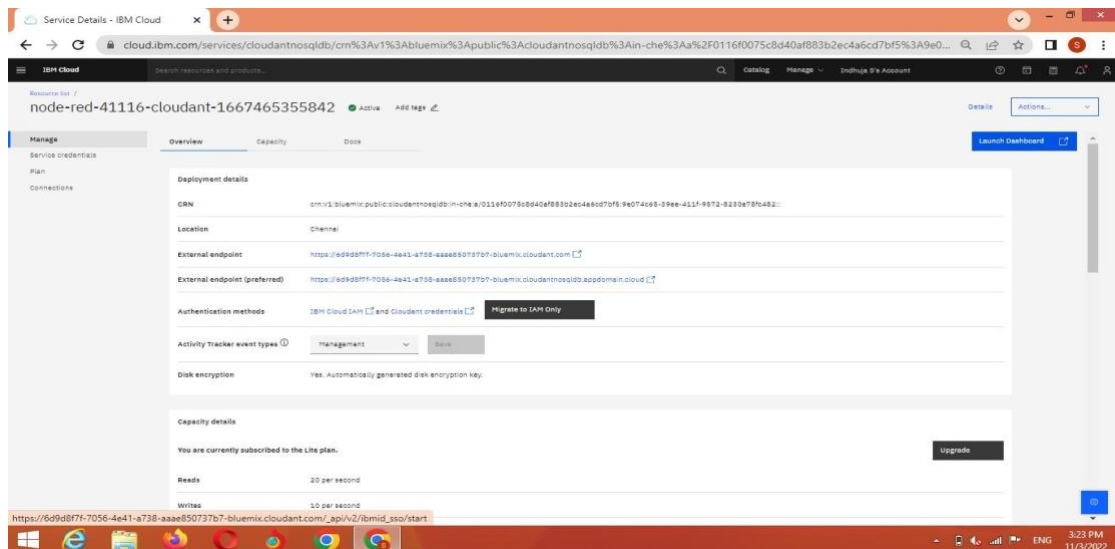 Service Details - IBM Cloud
cloud.ibm.com/services/cloudantnosqldb/crn%3Av1%3Abluemix%3Apublic%3Acloudantnosqldb%3Ain-che%3Aa%2F0116f0075c8d40af883b2ec4a6cd7bf5%3A9e0...
S
IBM Cloud Search resources and products... Catalog Manage Indhuja S's Account
Resource list /
node-red-41116-cloudant-1667465355842 Active Add tags Details Actions...
Manage Overview Capacity Docs Launch Dashboard
Service credentials
Plan
Connections
Deployment details
CRN crn:v1:bluemix:public:cloudantnosqldb:in-che:a/0116f0075c8d40af883b2ec4a6cd7bf5:9e074c65-39ee-411f-9872-8230e78fc482::
Location Chennai
External endpoint https://6d9d8f7f-7056-4e41-a738-aaae850737b7-bluemix.cloudant.com
External endpoint (preferred) https://6d9d8f7f-7056-4e41-a738-aaae850737b7-bluemix.cloudantnosqldb.appdomain.cloud
Authentication methods IBM Cloud IAM and Cloudant credentials Migrate to IAM Only
Activity Tracker event types Management Save
Disk encryption Yes. Automatically generated disk encryption key.
Capacity details
You are currently subscribed to the Lite plan. Upgrade
Reads 20 per second
Writes 10 per second
https://6d9d8f7f-7056-4e41-a738-aaae850737b7-bluemix.cloudant.com/_api/v2/ibmid_sso/start
ENG 3:23 PM
11/3/2022